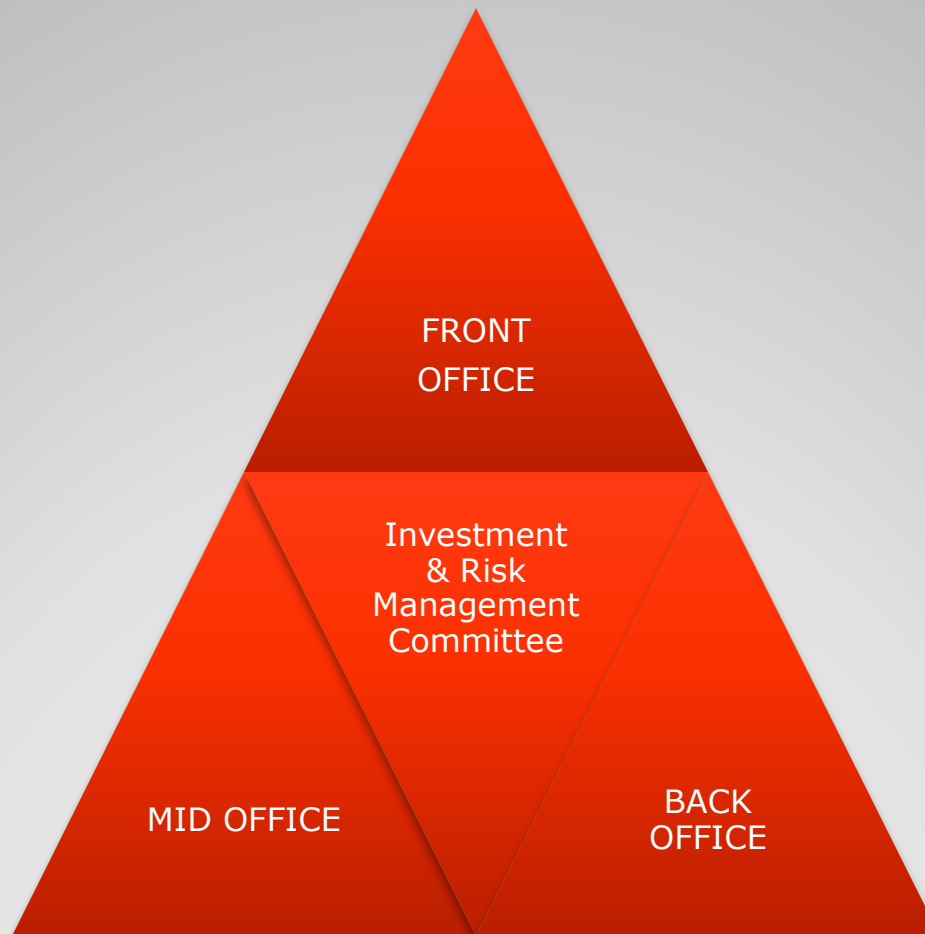 FRONT
OFFICE
Investment
& Risk
Management
Committee
MID OFFICE
BACK
OFFICE